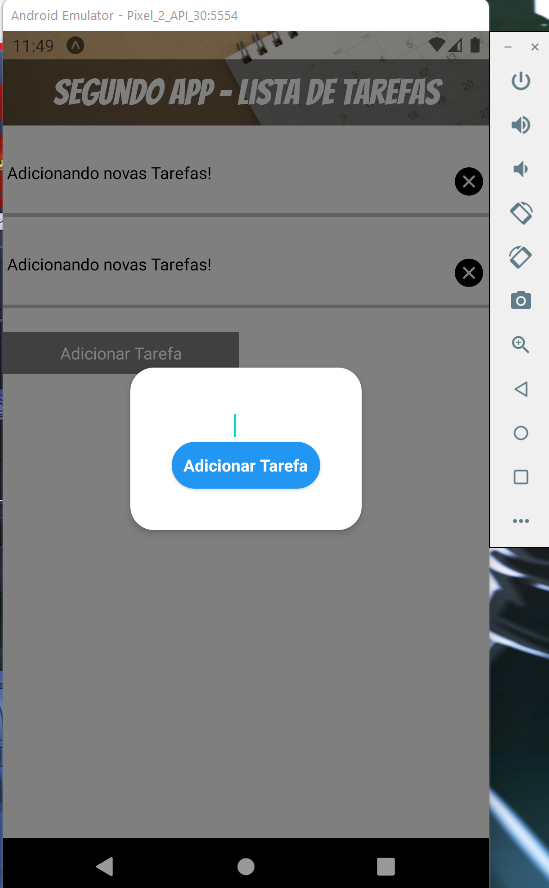 Android Emulator - Pixel_2_API_30:5554
11:49
SEGUNDO APP - LISTA DE TAREFAS
Adicionando novas Tarefas!
Adicionando novas Tarefas!
Adicionar Tarefa
Adicionar Tarefa